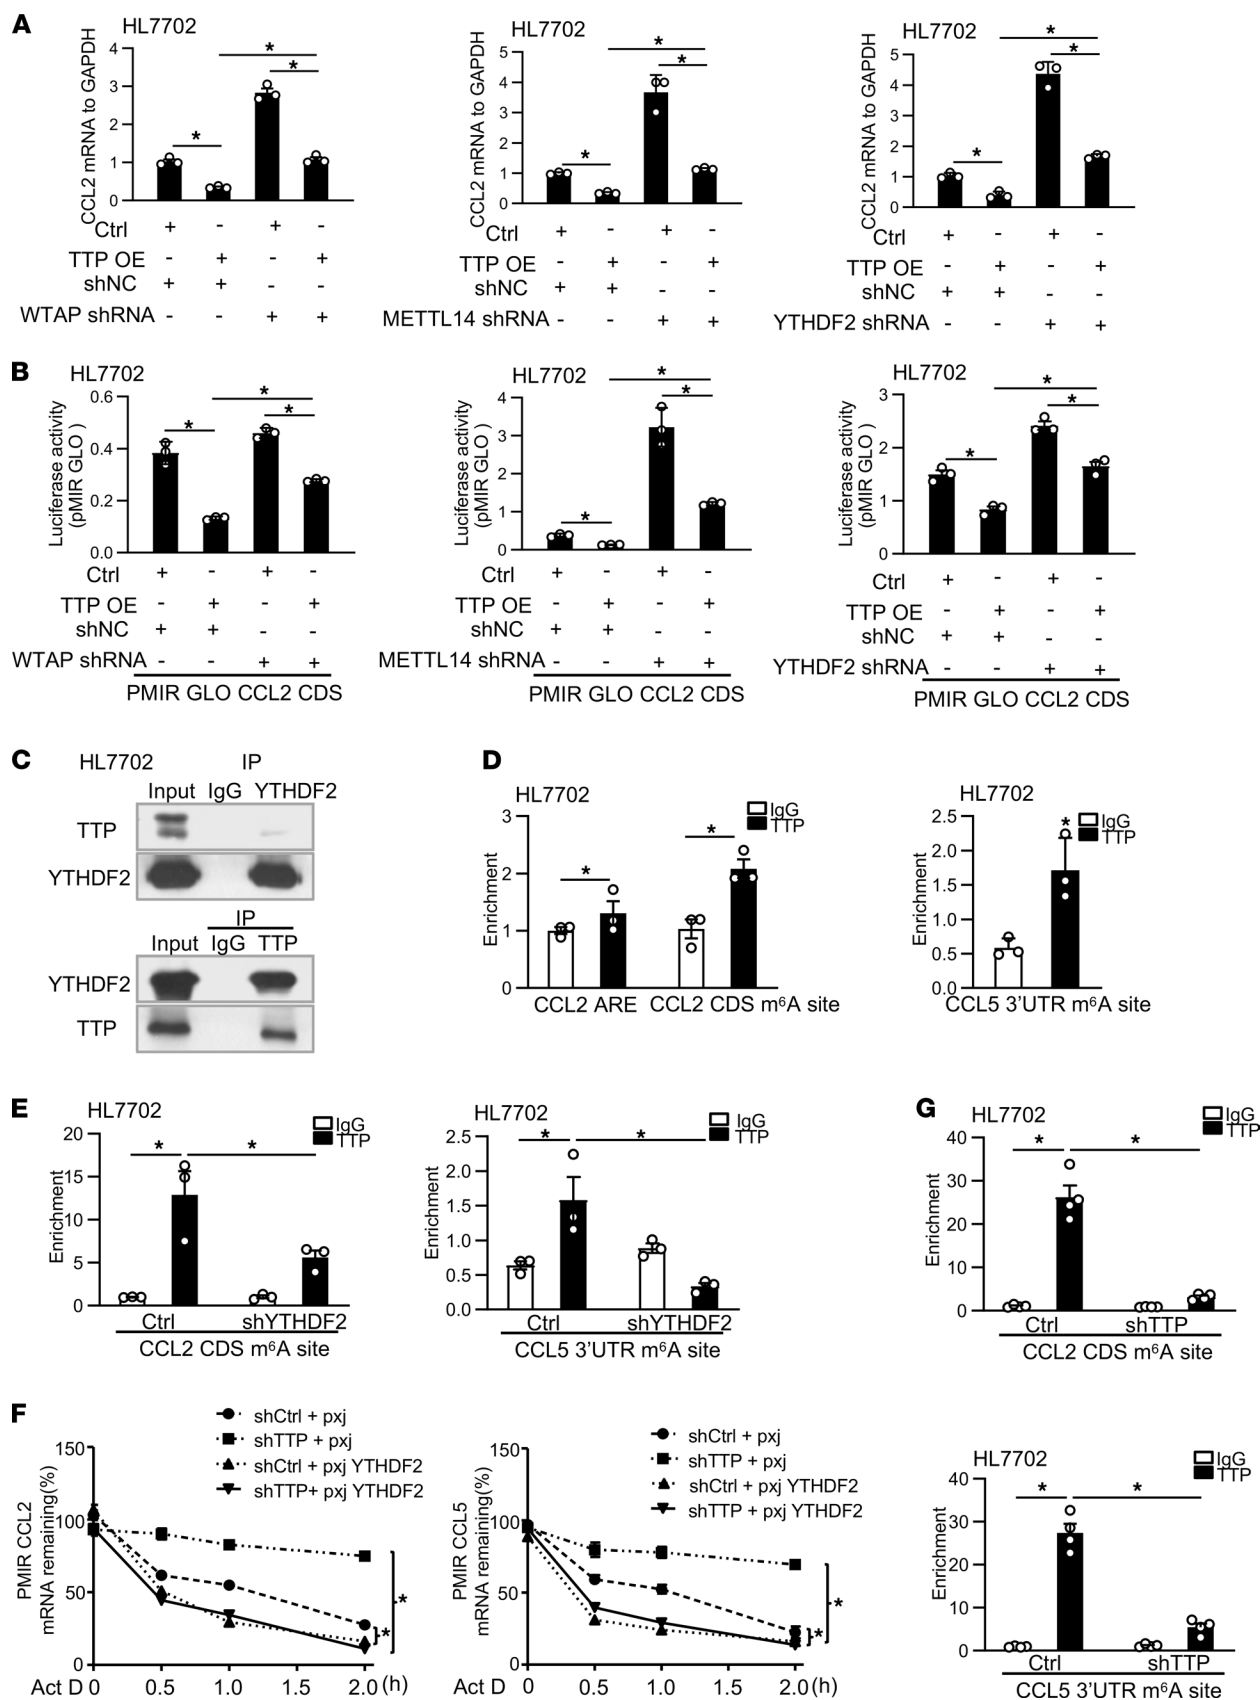 A
HL7702
CCL2 mRNA to GAPDH
4
3
2
1
0
*
*
*
Ctrl + - + -
TTP OE - + - +
shNC + + - -
WTAP shRNA - - + +
HL7702
CCL2 mRNA to GAPDH
5
4
3
2
1
0
*
*
*
Ctrl + - + -
TTP OE - + - +
shNC + + - -
METTL14 shRNA - - + +
HL7702
CCL2 mRNA to GAPDH
5
4
3
2
1
0
*
*
*
Ctrl + - + -
TTP OE - + - +
shNC + + - -
YTHDF2 shRNA - - + +
B
HL7702
Luciferase activity
(pMIR GLO )
0.6
0.4
0.2
0.0
*
*
*
Ctrl + - + -
TTP OE - + - +
shNC + + - -
WTAP shRNA - - + +
PMIR GLO CCL2 CDS
HL7702
Luciferase activity
(pMIR GLO )
4
3
2
1
0
*
*
*
Ctrl + - + -
TTP OE - + - +
shNC + + - -
METTL14 shRNA - - + +
PMIR GLO CCL2 CDS
HL7702
Luciferase activity
(pMIR GLO )
3
2
1
0
*
*
*
Ctrl + - + -
TTP OE - + - +
shNC + + - -
YTHDF2 shRNA - - + +
PMIR GLO CCL2 CDS
C
HL7702 IP
Input IgG YTHDF2
TTP
YTHDF2
IP
Input IgG TTP
YTHDF2
TTP
D
HL7702
IgG
TTP
Enrichment
3
2
1
0
*
*
CCL2 ARE CCL2 CDS m⁶A site
HL7702
IgG
TTP
Enrichment
2.5
2.0
1.5
1.0
0.5
0.0
*
CCL5 3’UTR m⁶A site
E
HL7702
IgG
TTP
Enrichment
20
15
10
5
0
* *
Ctrl shYTHDF2
CCL2 CDS m⁶A site
HL7702
IgG
TTP
Enrichment
2.5
2.0
1.5
1.0
0.5
0.0
* *
Ctrl shYTHDF2
CCL5 3’UTR m⁶A site
G
HL7702
IgG
TTP
Enrichment
40
30
20
10
0
* *
Ctrl shTTP
CCL2 CDS m⁶A site
F
shCtrl + pxj
shTTP + pxj
shCtrl + pxj YTHDF2
shTTP+ pxj YTHDF2
PMIR CCL2
mRNA remaining(%)
150
100
50
0
*
*
Act D 0 0.5 1.0 1.5 2.0 (h)
shCtrl + pxj
shTTP + pxj
shCtrl + pxj YTHDF2
shTTP + pxj YTHDF2
PMIR CCL5
mRNA remaining(%)
150
100
50
0
*
*
Act D 0 0.5 1.0 1.5 2.0 (h)
HL7702
IgG
TTP
Enrichment
40
30
20
10
0
* *
Ctrl shTTP
CCL5 3’UTR m⁶A site